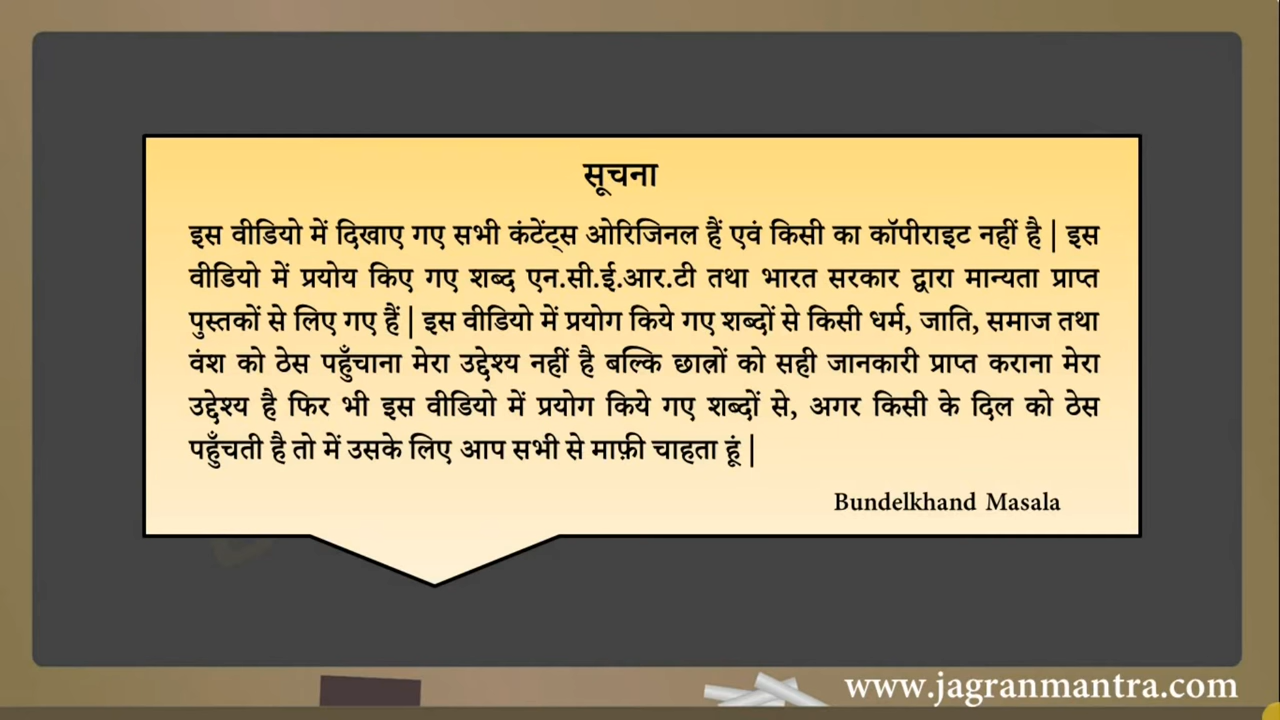 सूचना
इस वीडियो में दिखाए गए सभी कंटेंट्स ओरिजिनल हैं एवं किसी का कॉपीराइट नहीं है | इस
वीडियो में प्रयोय किए गए शब्द एन.सी.ई.आर.टी तथा भारत सरकार द्वारा मान्यता प्राप्त
पुस्तकों से लिए गए हैं | इस वीडियो में प्रयोग किये गए शब्दों से किसी धर्म, जाति, समाज तथा
वंश को ठेस पहुँचाना मेरा उद्देश्य नहीं है बल्कि छात्रों को सही जानकारी प्राप्त कराना मेरा
उद्देश्य है फिर भी इस वीडियो में प्रयोग किये गए शब्दों से, अगर किसी के दिल को ठेस
पहुँचती है तो में उसके लिए आप सभी से माफ़ी चाहता हूं |
Bundelkhand Masala
www.jagranmantra.com